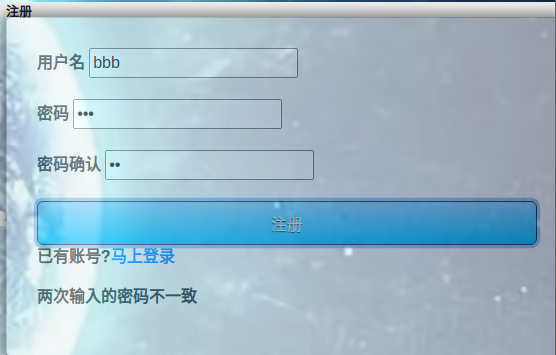 注册
用户名 bbb
密码 •••
密码确认 ••
注册
已有账号?马上登录
两次输入的密码不一致